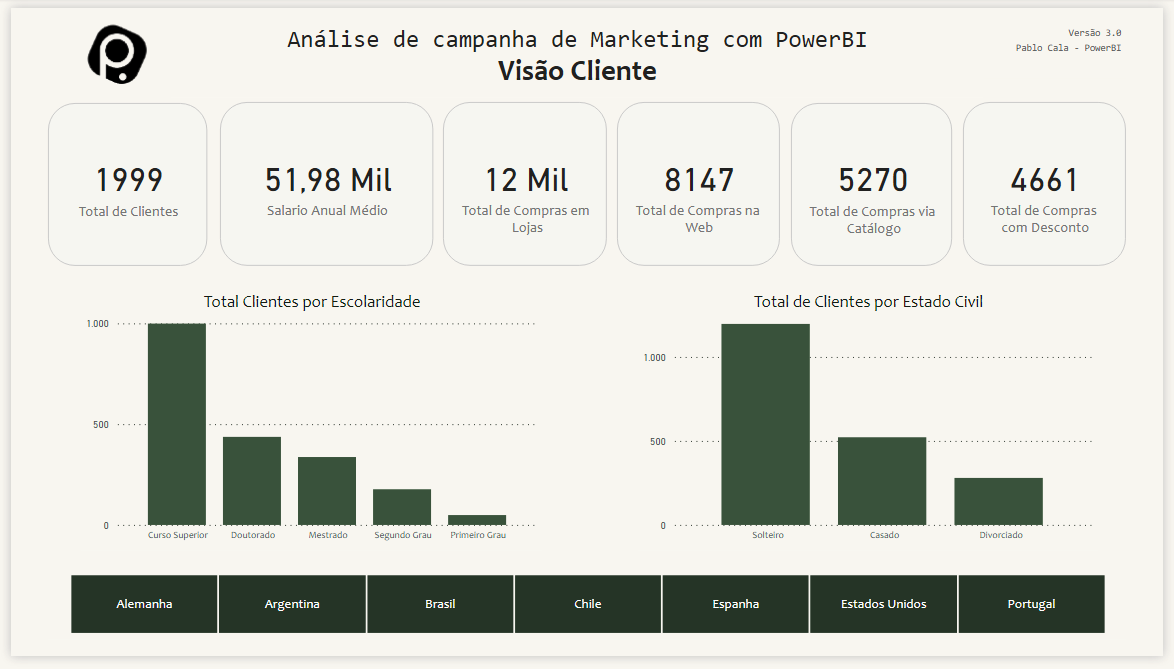 Análise de campanha de Marketing com PowerBI
Visão Cliente
Versão 3.0
Pablo Cala - PowerBI
1999
Total de Clientes
51,98 Mil
Salario Anual Médio
12 Mil
Total de Compras em
Lojas
8147
Total de Compras na
Web
5270
Total de Compras via
Catálogo
4661
Total de Compras
com Desconto
Total Clientes por Escolaridade
1.000
500
0
Curso Superior Doutorado Mestrado Segundo Grau Primeiro Grau
Total de Clientes por Estado Civil
1.000
500
0
Solteiro Casado Divorciado
Alemanha Argentina Brasil Chile Espanha Estados Unidos Portugal